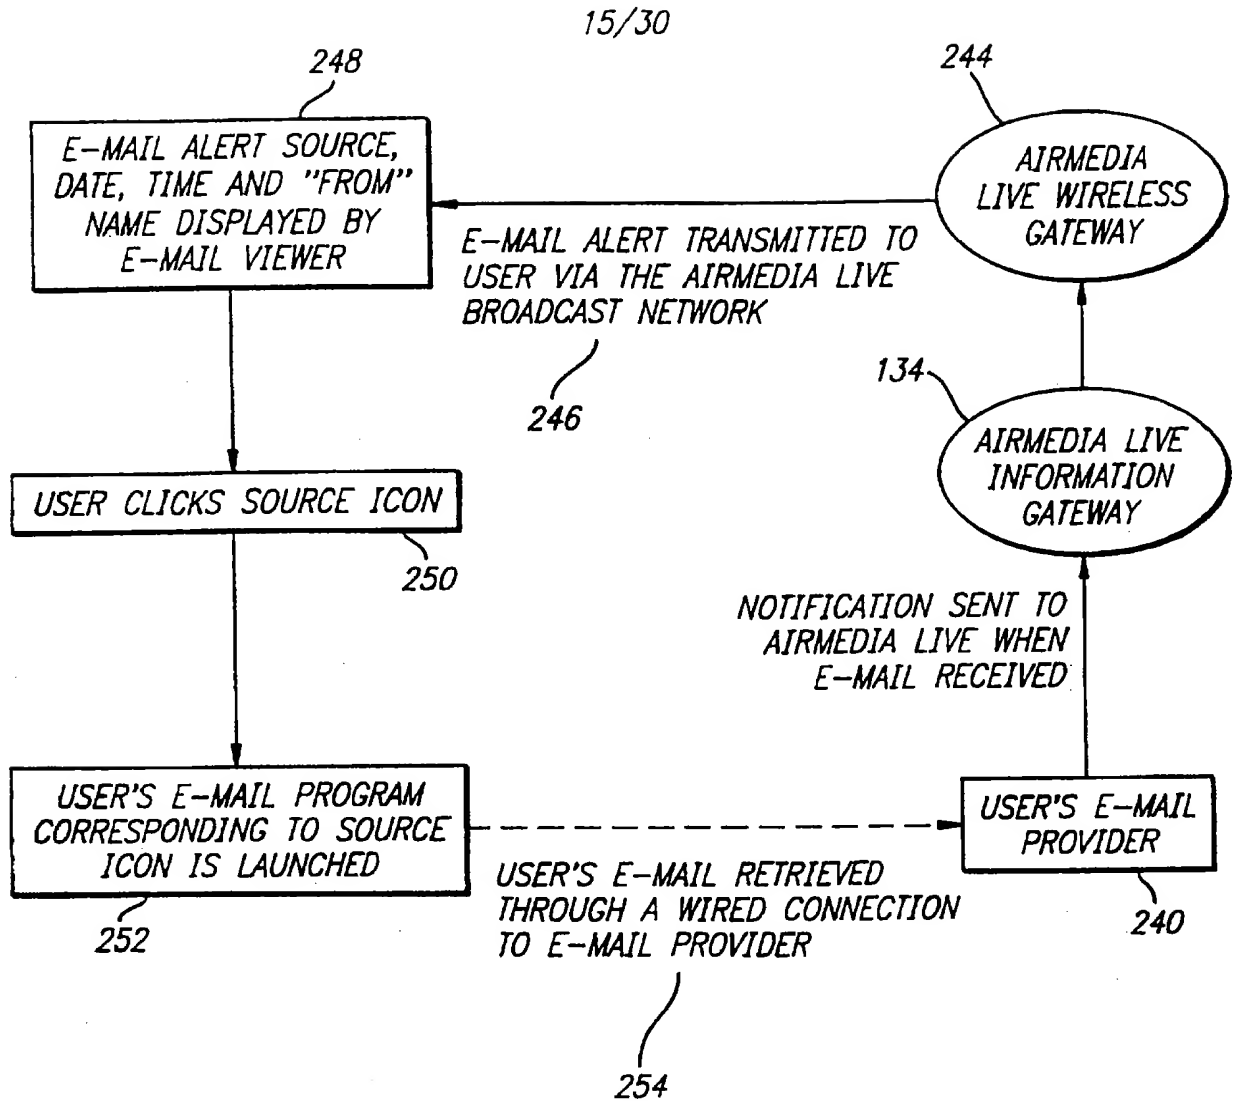 15/30
248
E-MAIL ALERT SOURCE,
DATE, TIME AND "FROM"
NAME DISPLAYED BY
E-MAIL VIEWER
244
AIRMEDIA
LIVE WIRELESS
GATEWAY
E-MAIL ALERT TRANSMITTED TO
USER VIA THE AIRMEDIA LIVE
BROADCAST NETWORK
246
134
AIRMEDIA LIVE
INFORMATION
GATEWAY
USER CLICKS SOURCE ICON
250
NOTIFICATION SENT TO
AIRMEDIA LIVE WHEN
E-MAIL RECEIVED
USER'S E-MAIL PROGRAM
CORRESPONDING TO SOURCE
ICON IS LAUNCHED
252
USER'S E-MAIL RETRIEVED
THROUGH A WIRED CONNECTION
TO E-MAIL PROVIDER
254
USER'S E-MAIL
PROVIDER
240